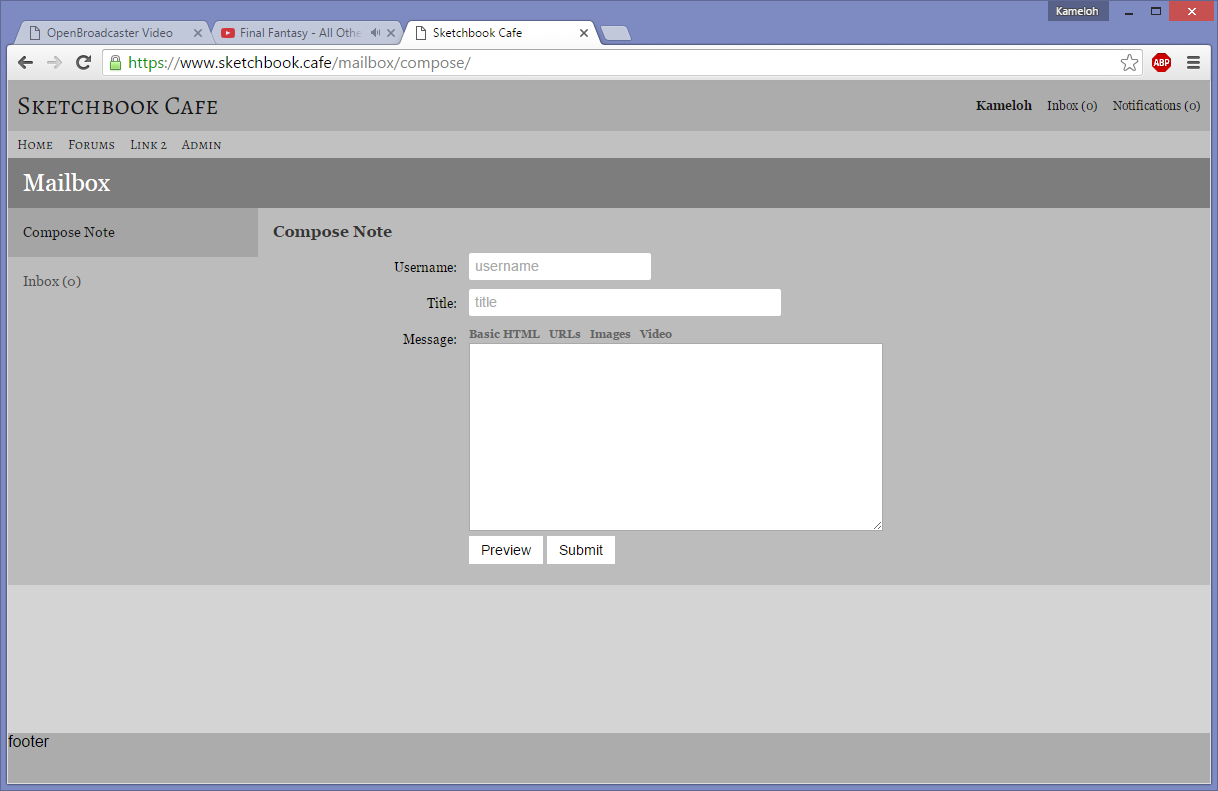 Kameloh
OpenBroadcaster Video
Final Fantasy - All Othe
Sketchbook Cafe
https://www.sketchbook.cafe/mailbox/compose/
ABP
Sketchbook Cafe
Kameloh Inbox (0) Notifications (0)
Home Forums Link 2 Admin
Mailbox
Compose Note
Inbox (0)
Compose Note
Username: username
Title: title
Message: Basic HTML URLs Images Video
Preview Submit
footer